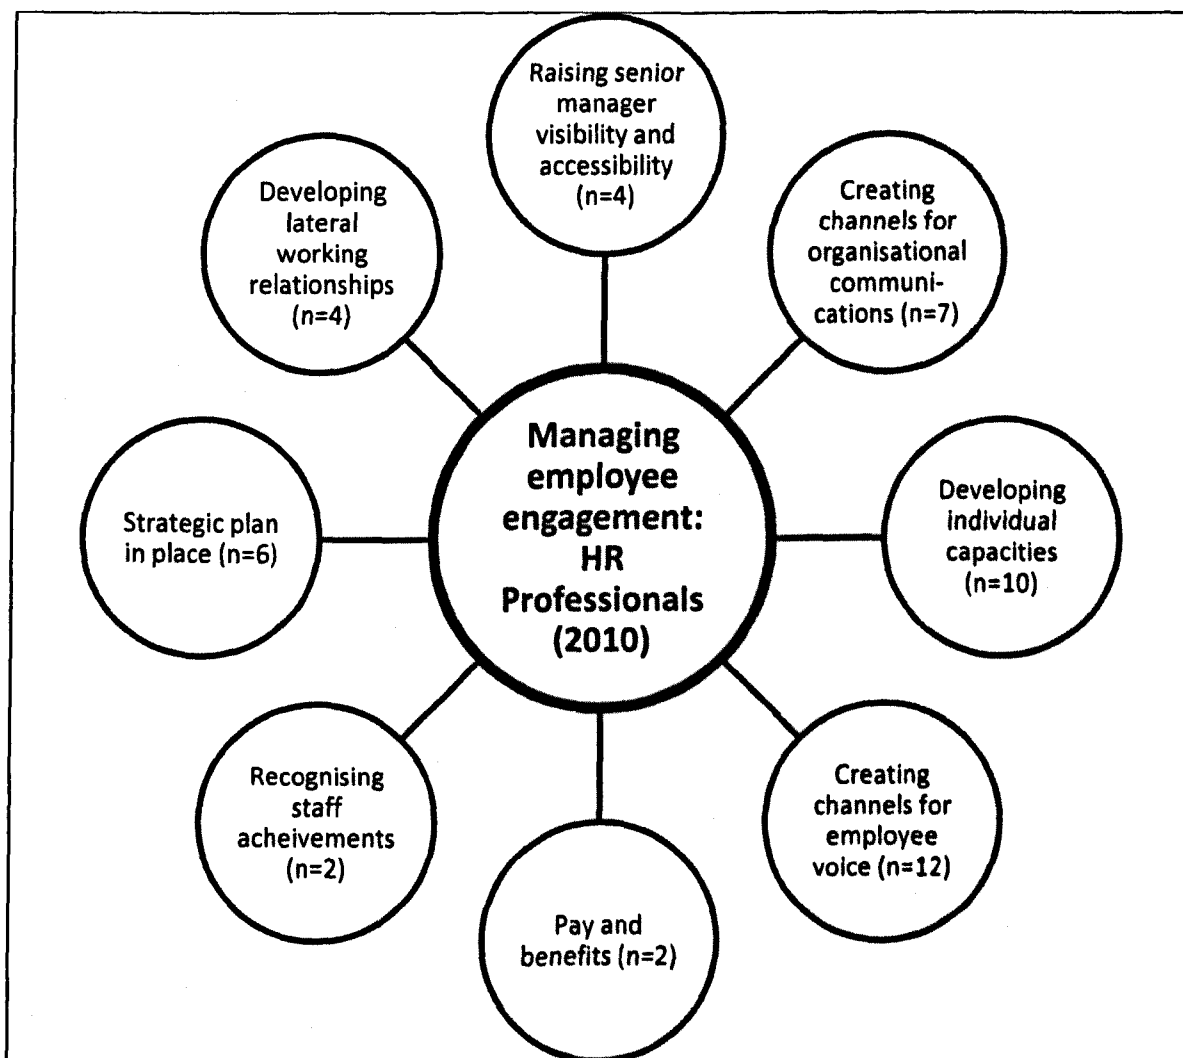 Raising senior
manager
visibility and
accessibility
(n=4)
Creating
channels for
organisational
communi-
cations (n=7)
Developing
individual
capacities
(n=10)
Creating
channels for
employee
voice (n=12)
Pay and
benefits (n=2)
Recognising
staff
acheivements
(n=2)
Strategic plan
in place (n=6)
Developing
lateral
working
relationships
(n=4)
Managing
employee
engagement:
HR
Professionals
(2010)